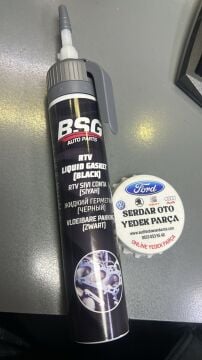 BSG
AUTO PARTS
RTV
LIQUID GASKET
(BLACK)
RTV SIVI CONTA
(SİYAH)
ЖИДКИЙ ГЕРМЕТИК
(ЧЕРНЫЙ)
VLOEIBARE PAKKING
(ZWART)
Ford
SERDAR OTO
YEDEK PARÇA
ONLINE YEDEK PARÇA